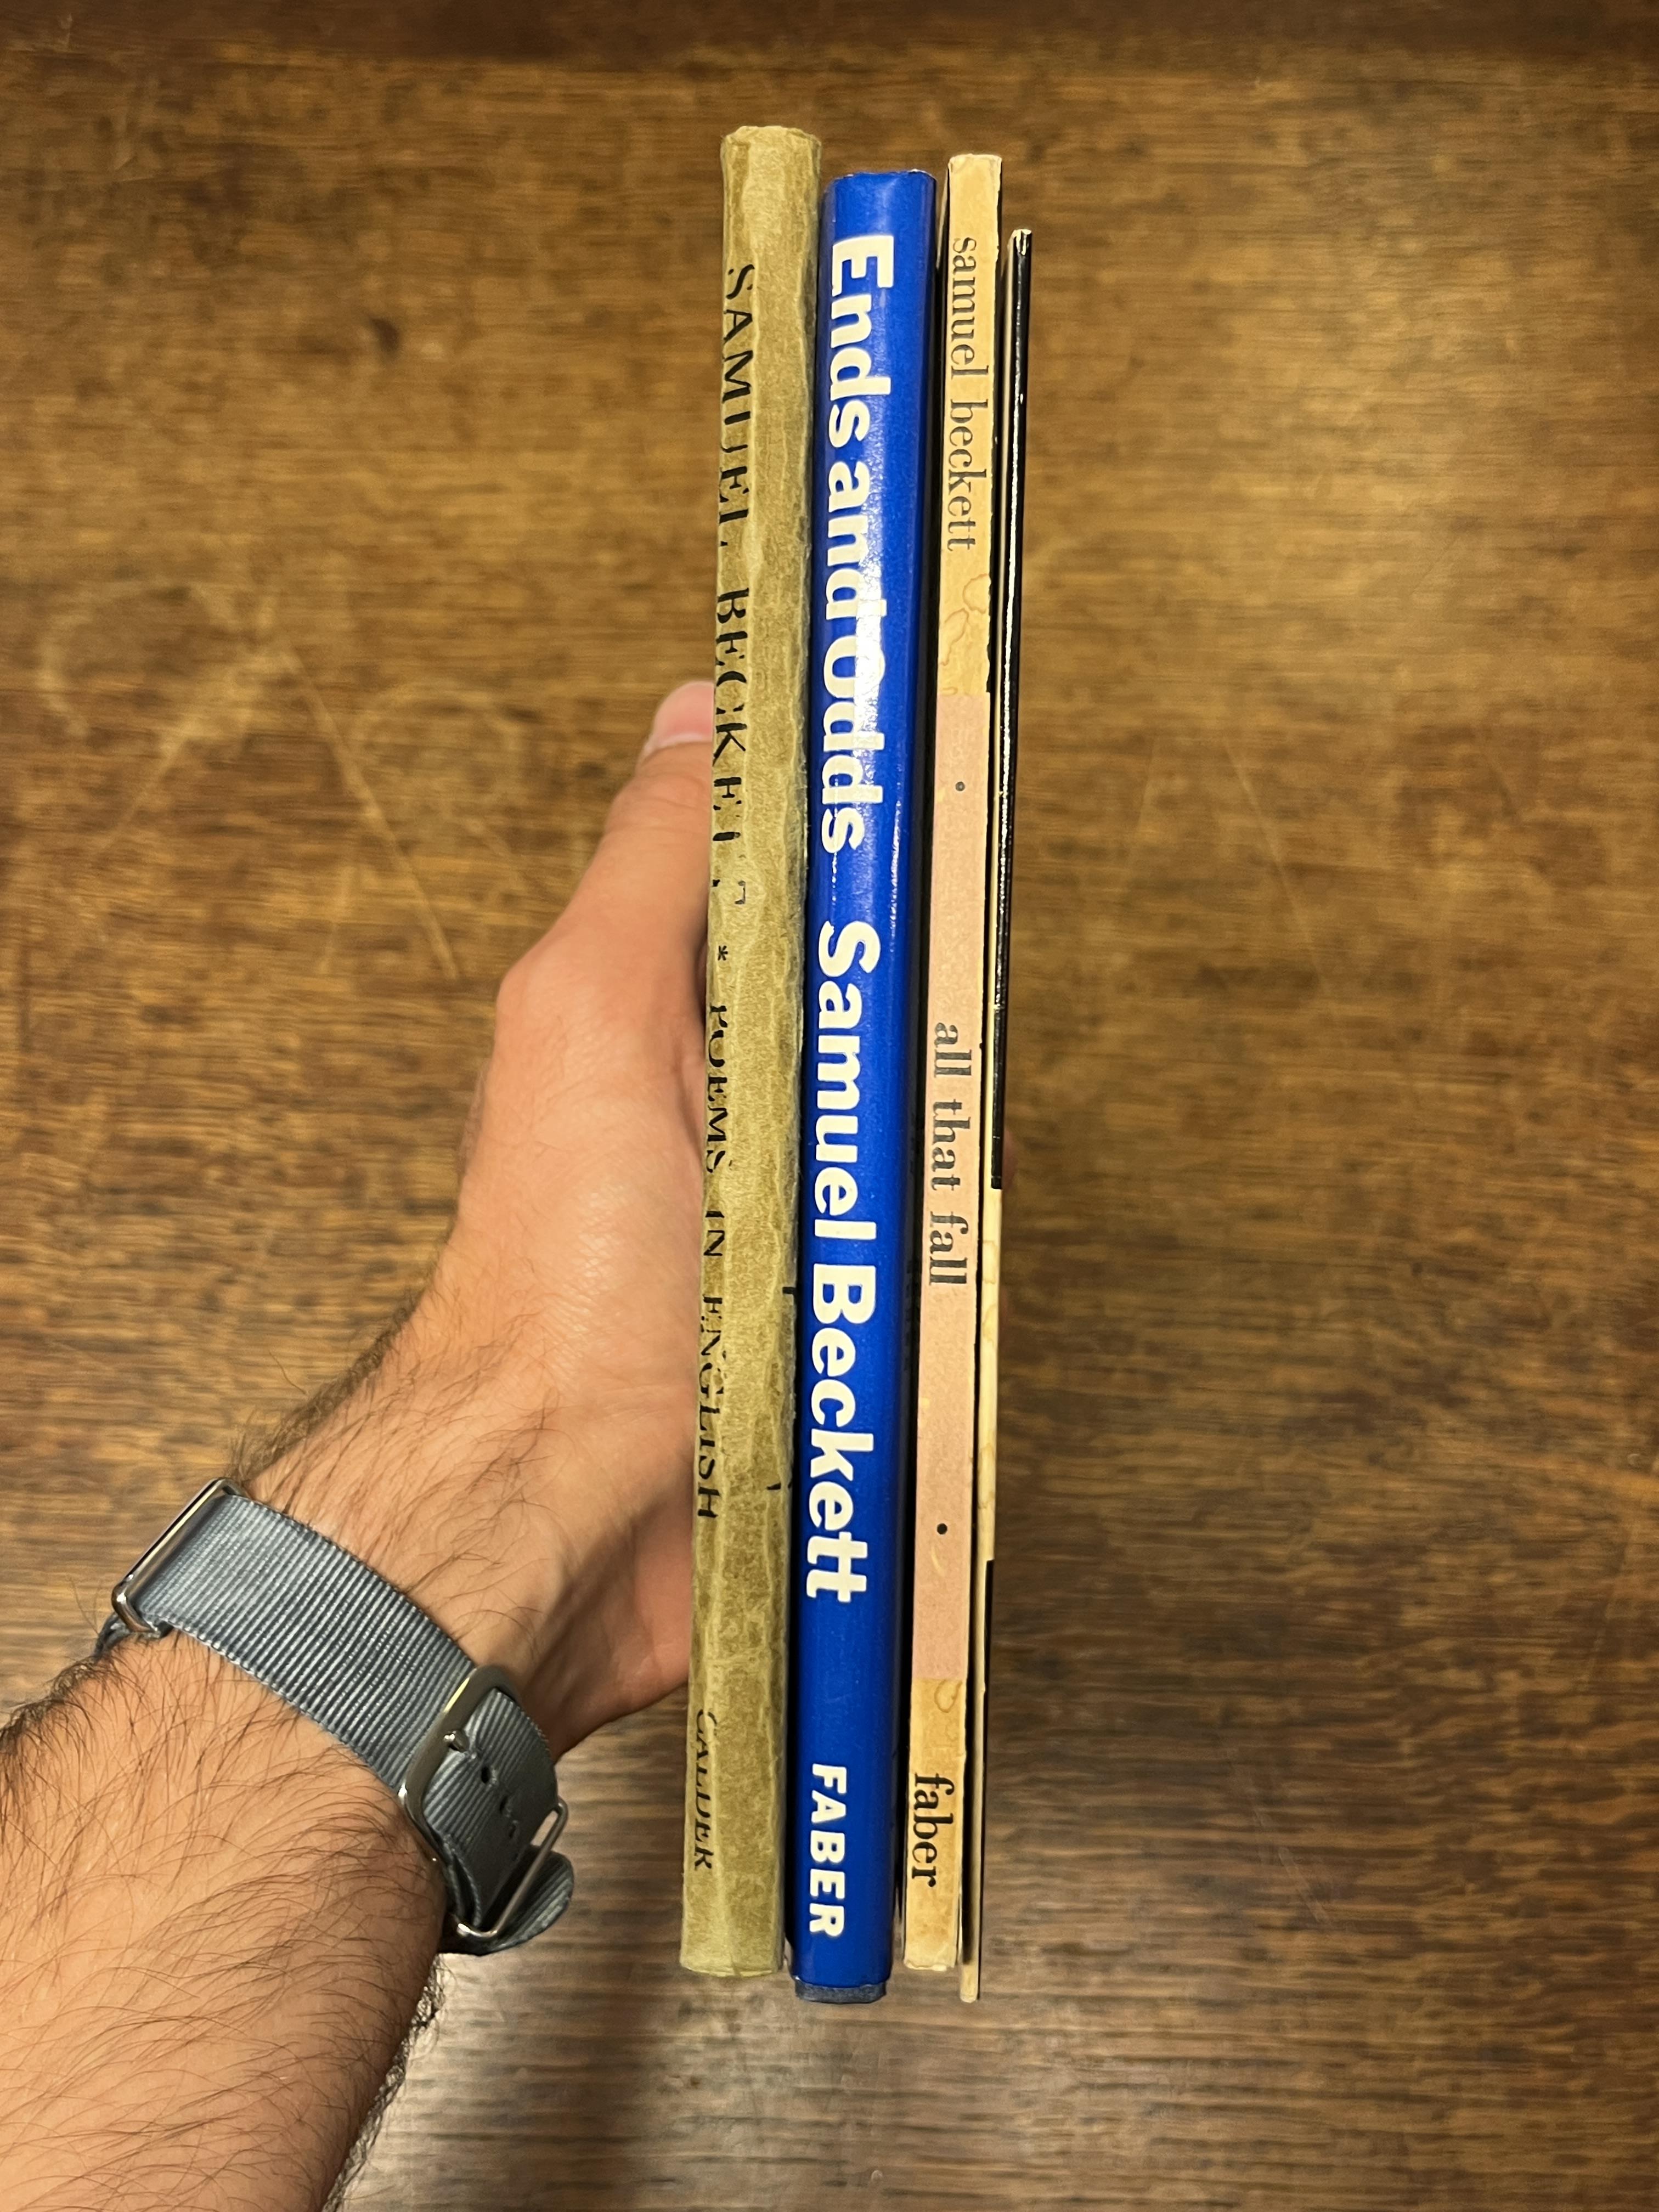 SAMUEL BECKETT * POEMS IN ENGLISH CALDER
Ends and Odds Samuel Beckett FABER
samuel beckett • all that fall • faber